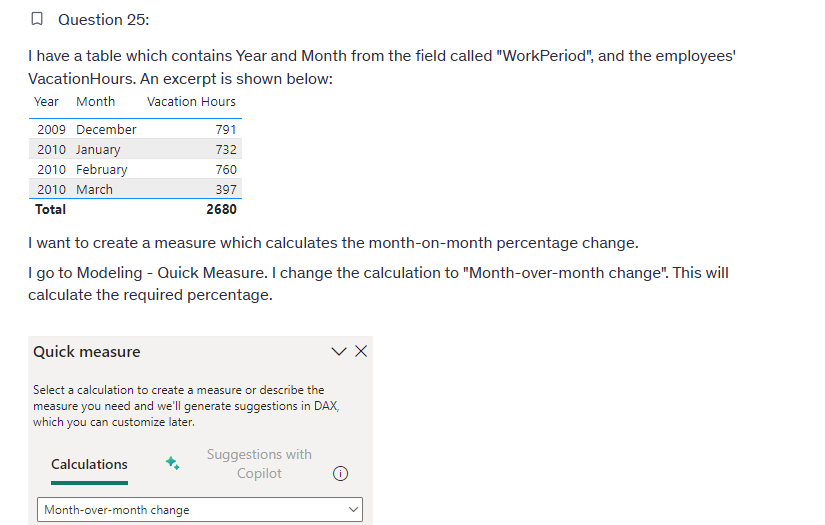 Question 25:
I have a table which contains Year and Month from the field called "WorkPeriod", and the employees'
VacationHours. An excerpt is shown below:
Year Month Vacation Hours
2009 December 791
2010 January 732
2010 February 760
2010 March 397
Total 2680
I want to create a measure which calculates the month-on-month percentage change.
I go to Modeling - Quick Measure. I change the calculation to "Month-over-month change". This will
calculate the required percentage.
Quick measure
Select a calculation to create a measure or describe the
measure you need and we'll generate suggestions in DAX,
which you can customize later.
Calculations
Suggestions with
Copilot
Month-over-month change